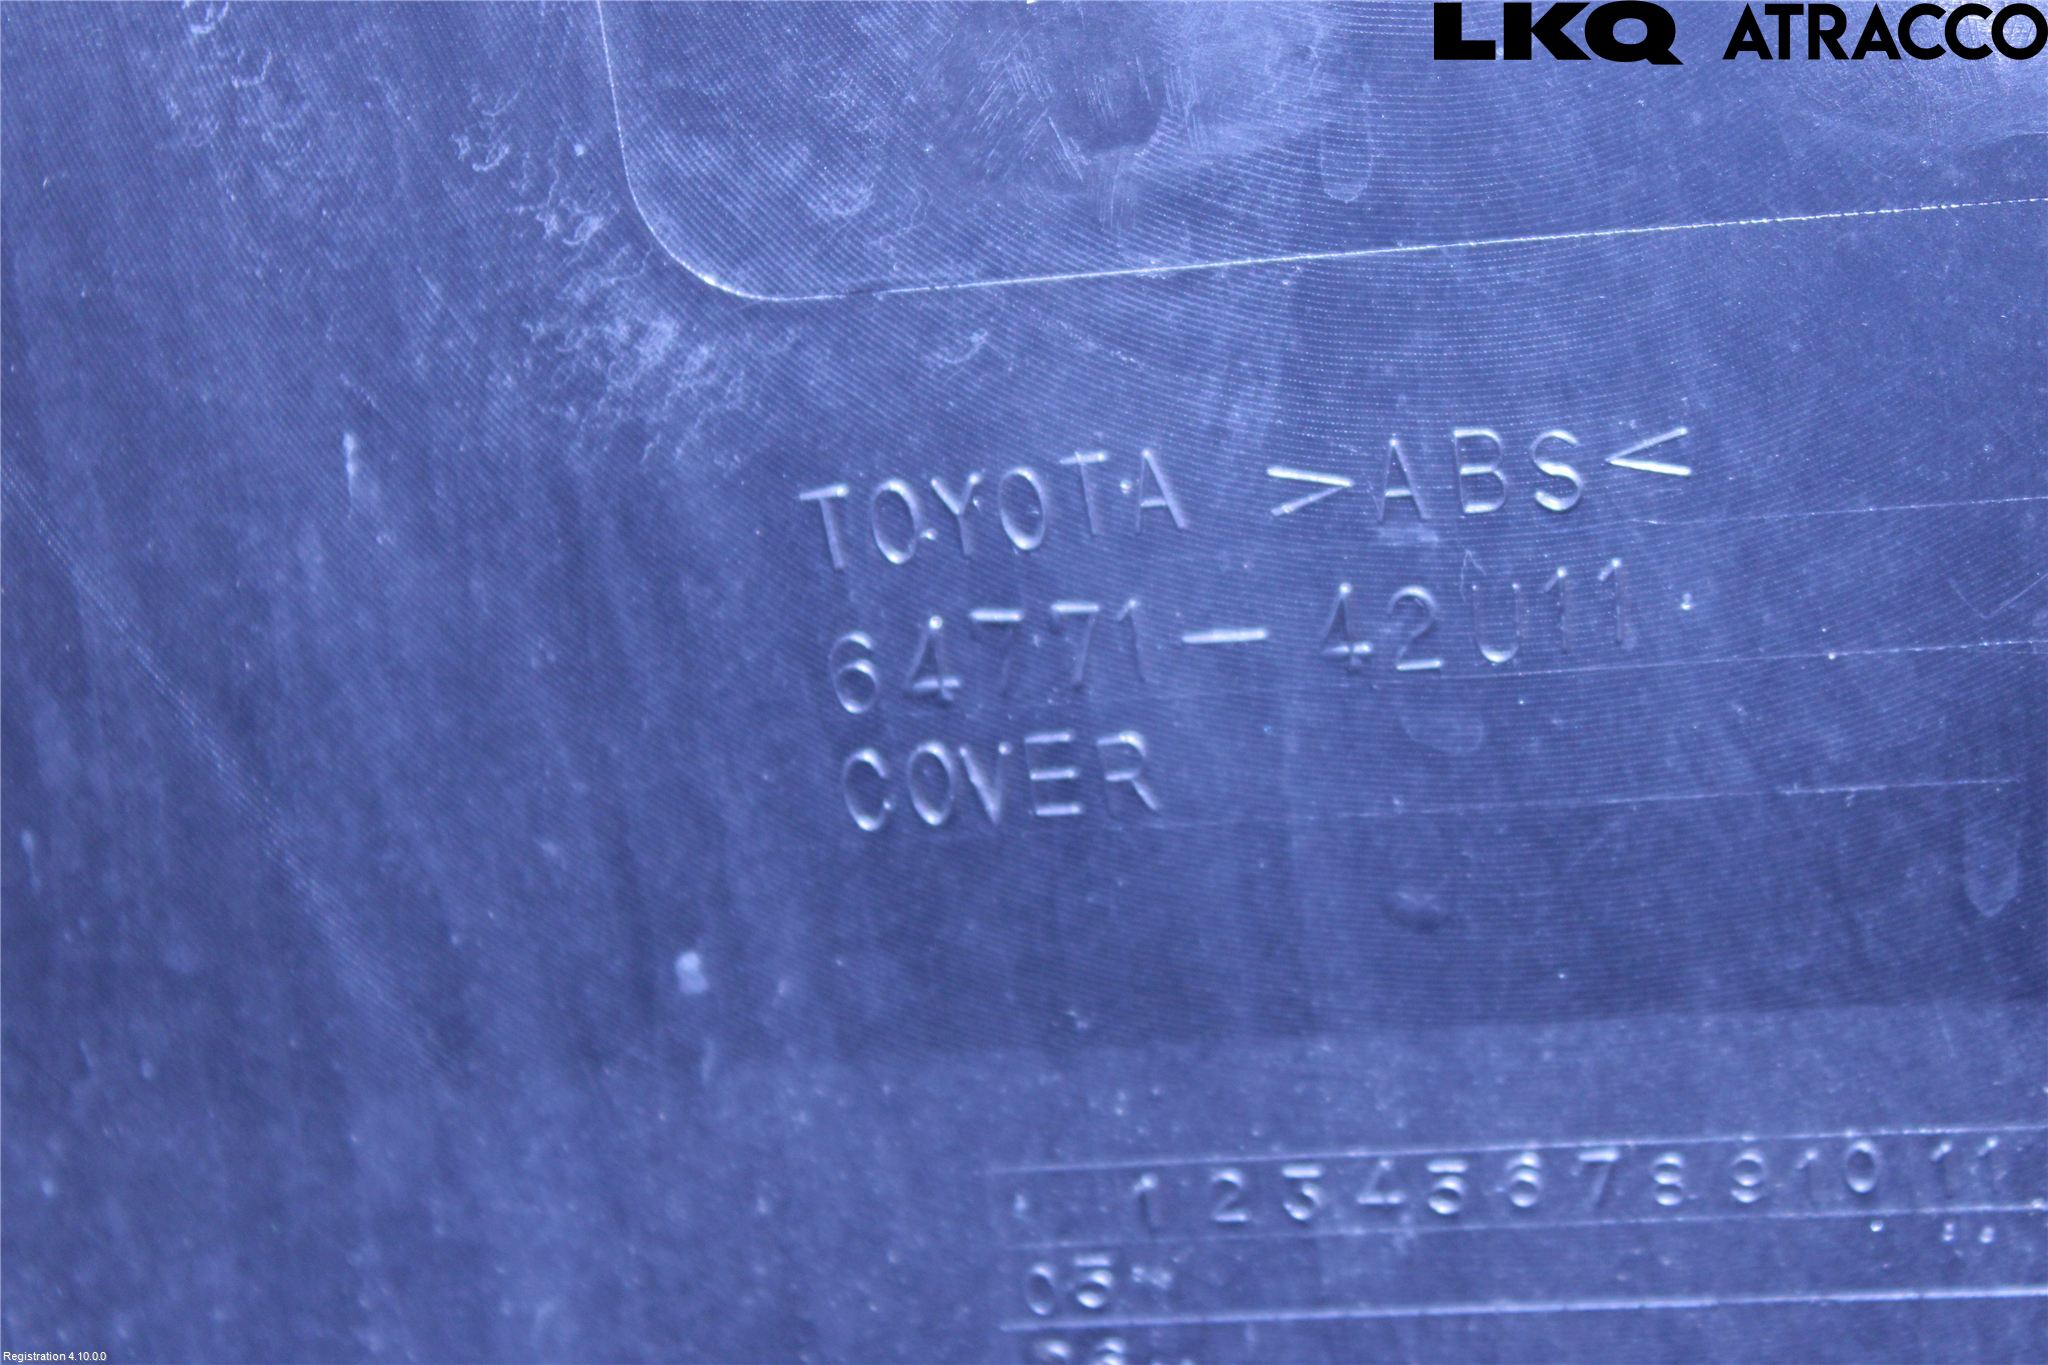 LKQ ATRACCO
TOYOTA >ABS<
64771-42U11
COVER
1 2 3 4 5 6 7 8 9 10 11
05
Registration 4.10.0.0